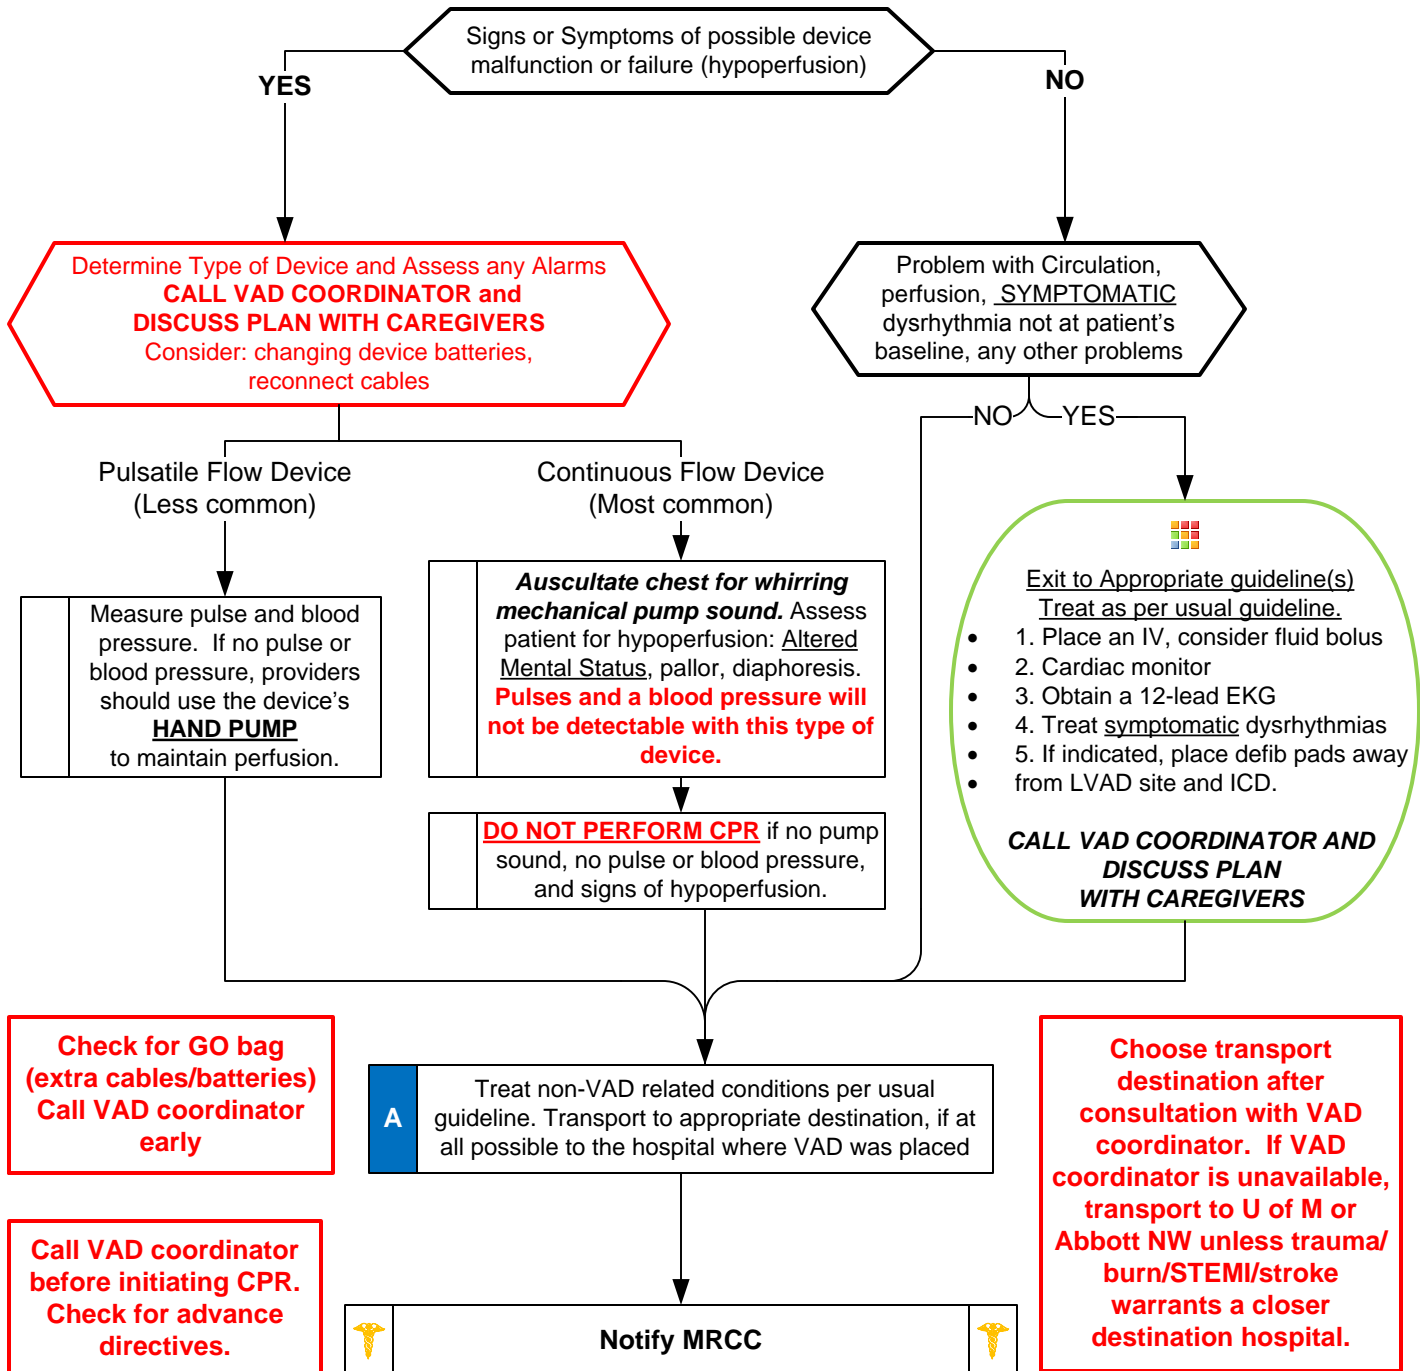 Signs or Symptoms of possible device
malfunction or failure (hypoperfusion)
YES
NO
Determine Type of Device and Assess any Alarms
CALL VAD COORDINATOR and
DISCUSS PLAN WITH CAREGIVERS
Consider: changing device batteries,
reconnect cables
Problem with Circulation,
perfusion, SYMPTOMATIC
dysrhythmia not at patient's
baseline, any other problems
NO
YES
Pulsatile Flow Device
(Less common)
Continuous Flow Device
(Most common)
Measure pulse and blood
pressure. If no pulse or
blood pressure, providers
should use the device's
HAND PUMP
to maintain perfusion.
Auscultate chest for whirring
mechanical pump sound. Assess
patient for hypoperfusion: Altered
Mental Status, pallor, diaphoresis.
Pulses and a blood pressure will
not be detectable with this type of
device.
DO NOT PERFORM CPR if no pump
sound, no pulse or blood pressure,
and signs of hypoperfusion.
Exit to Appropriate guideline(s)
Treat as per usual guideline.
• 1. Place an IV, consider fluid bolus
• 2. Cardiac monitor
• 3. Obtain a 12-lead EKG
• 4. Treat symptomatic dysrhythmias
• 5. If indicated, place defib pads away
• from LVAD site and ICD.
CALL VAD COORDINATOR AND
DISCUSS PLAN
WITH CAREGIVERS
Check for GO bag
(extra cables/batteries)
Call VAD coordinator
early
A
Treat non-VAD related conditions per usual
guideline. Transport to appropriate destination, if at
all possible to the hospital where VAD was placed
Choose transport
destination after
consultation with VAD
coordinator. If VAD
coordinator is unavailable,
transport to U of M or
Abbott NW unless trauma/
burn/STEMI/stroke
warrants a closer
destination hospital.
Call VAD coordinator
before initiating CPR.
Check for advance
directives.
Notify MRCC